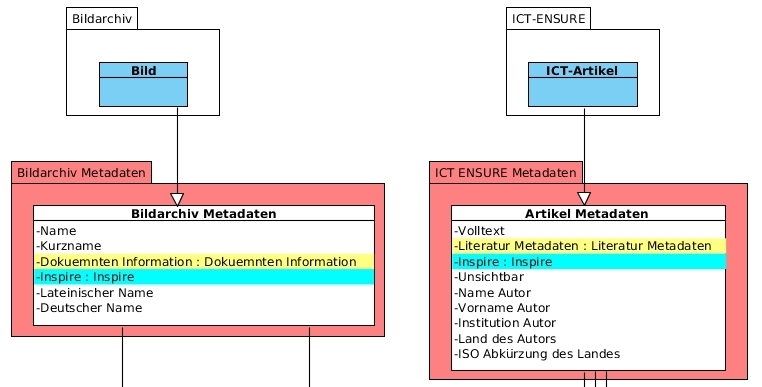 Bildarchiv
Bild
Bildarchiv Metadaten
Bildarchiv Metadaten
-Name
-Kurzname
-Dokuemnten Information : Dokuemnten Information
-Inspire : Inspire
-Lateinischer Name
-Deutscher Name
ICT-ENSURE
ICT-Artikel
ICT ENSURE Metadaten
Artikel Metadaten
-Volltext
-Literatur Metadaten : Literatur Metadaten
-Inspire : Inspire
-Unsichtbar
-Name Autor
-Vorname Autor
-Institution Autor
-Land des Autors
-ISO Abkürzung des Landes